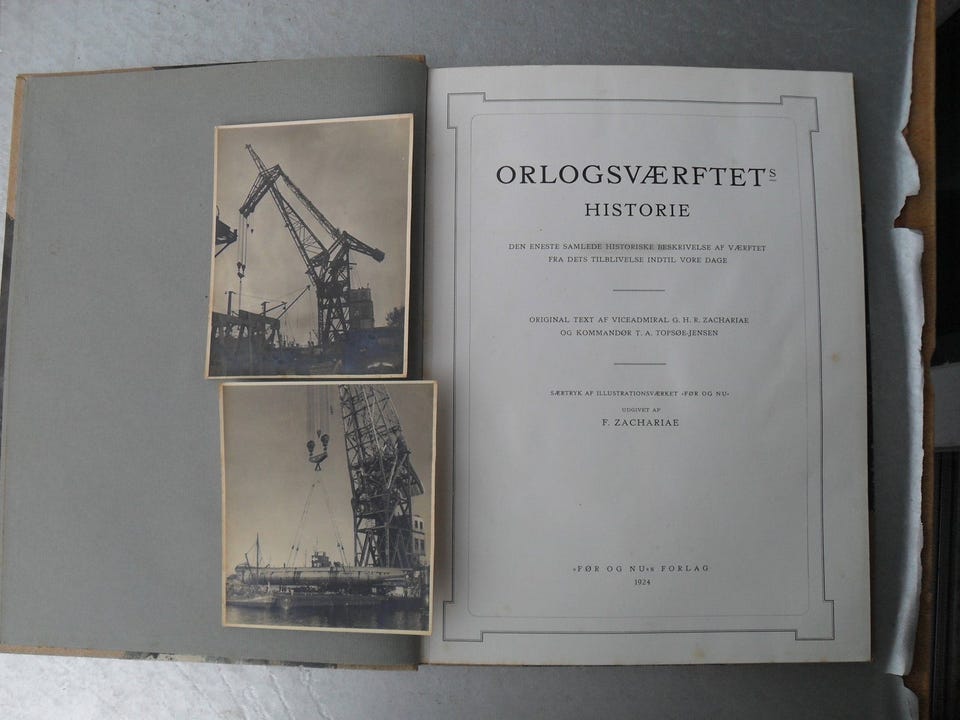 ORLOGSVÆRFTETS
HISTORIE
DEN ENESTE SAMLEDE HISTORISKE BESKRIVELSE AF VÆRFTET
FRA DETS TILBLIVELSE INDTIL VORE DAGE
ORIGINAL TEXT AF VICEADMIRAL G. H. R. ZACHARIAE
OG KOMMANDØR T. A. TOPSØE-JENSEN
SÆRTRYK AF ILLUSTRATIONSVÆRKET »FØR OG NU«
UDGIVET AF
F. ZACHARIAE
»FØR OG NU«s FORLAG
1924